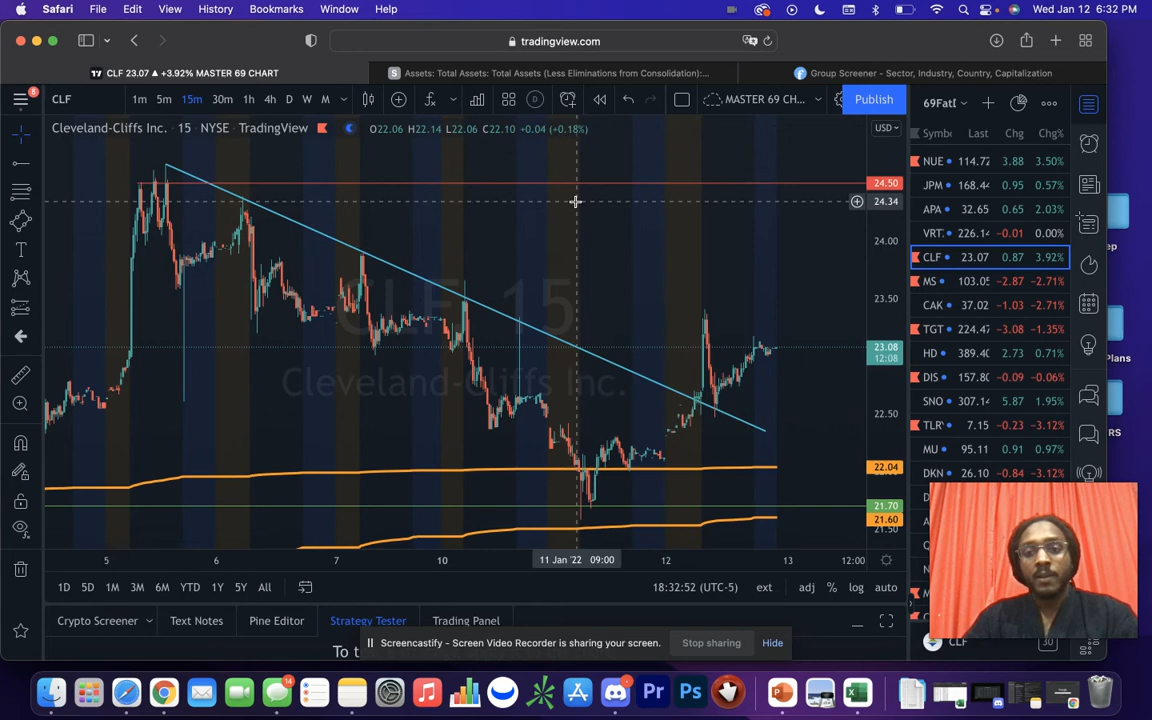 Safari File Edit View History Bookmarks Window Help Wed Jan 12 6:32 PM
tradingview.com
CLF 23.07 ▲ +3.92% MASTER 69 CHART
Assets: Total Assets: Total Assets (Less Eliminations from Consolidation):...
Group Screener - Sector, Industry, Country, Capitalization
8
CLF 1m 5m 15m 30m 1h 4h D W M MASTER 69 CH... Publish 69Fatl
Cleveland-Cliffs Inc. · 15 · NYSE · TradingView O22.06 H22.14 L22.06 C22.10 +0.04 (+0.18%) USD
Symb Last Chg Chg%
NUE 114.72 3.88 3.50%
JPM 168.44 0.95 0.57%
APA 32.65 0.65 2.03%
VRT. 226.14 −0.01 0.00%
CLF 23.07 0.87 3.92%
MS 103.05 −2.87 −2.71%
CAK 37.02 −1.03 −2.71%
TGT 224.47 −3.08 −1.35%
HD 389.40 2.73 0.71%
DIS 157.80 −0.09 −0.06%
SNO 307.14 5.87 1.95%
TLR 7.15 −0.23 −3.12%
MU 95.11 0.91 0.97%
DKN 26.10 −0.84 −3.12%
24.50
24.34
24.00
23.50
23.08
12:08
22.50
22.04
21.70
21.60
21.50
CLF, 15
Cleveland-Cliffs Inc.
5 6 7 10 11 Jan '22 09:00 12 13 12:00
1D 5D 1M 3M 6M YTD 1Y 5Y All 18:32:52 (UTC-5) ext adj % log auto
Crypto Screener Text Notes Pine Editor Strategy Tester Trading Panel
Screencastify - Screen Video Recorder is sharing your screen. Stop sharing Hide
To t
CLF 30
ep
Plans
RS
14
Pr Ps